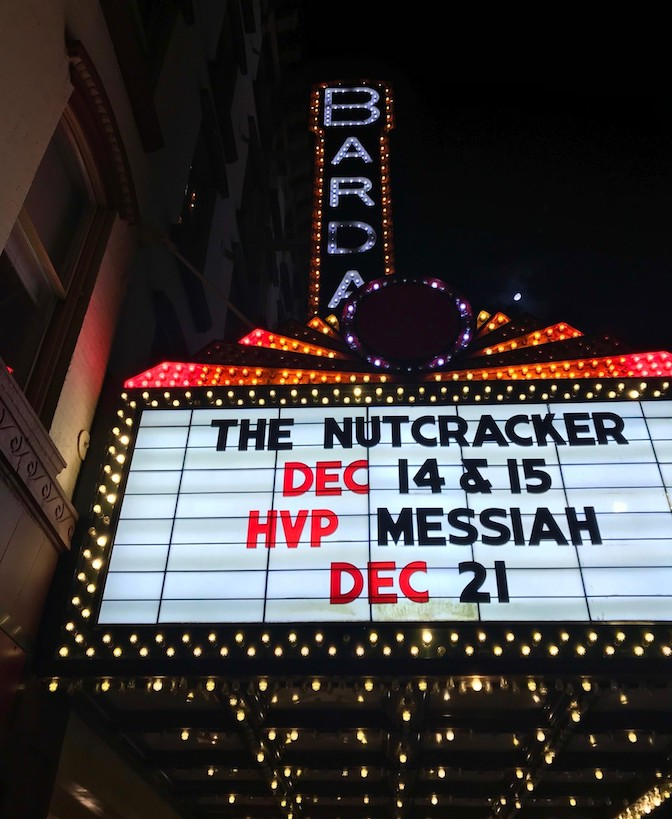 BARDA
THE NUTCRACKER
DEC 14 & 15
HVP MESSIAH
DEC 21